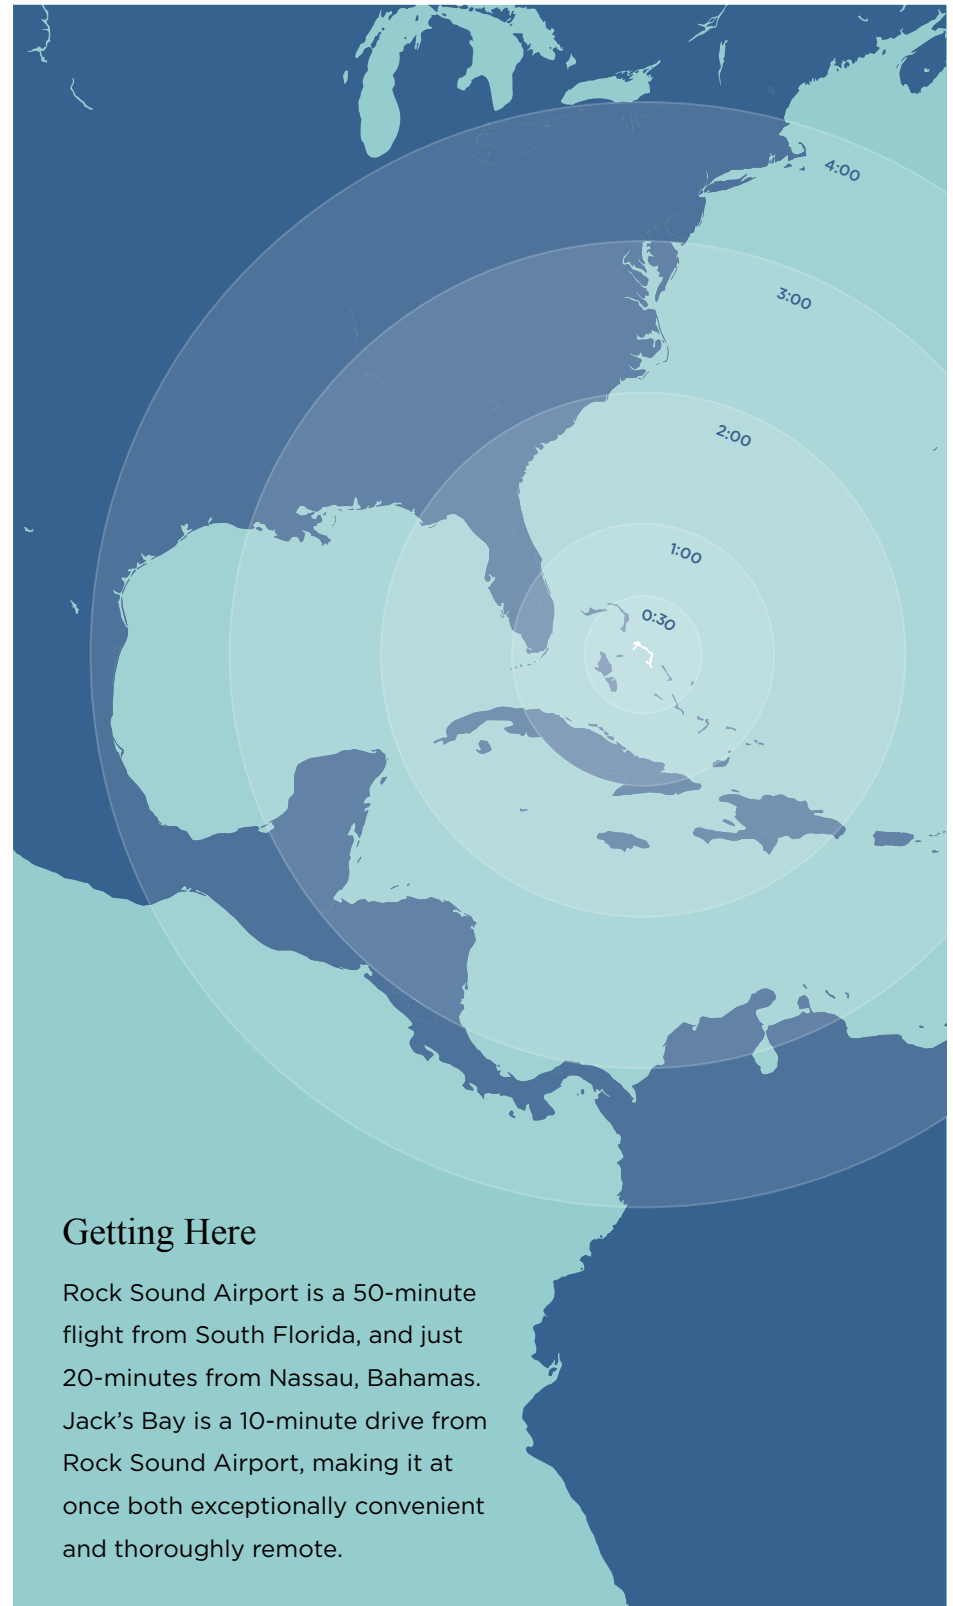 4:00
3:00
2:00
1:00
0:30
Getting Here
Rock Sound Airport is a 50-minute
flight from South Florida, and just
20-minutes from Nassau, Bahamas.
Jack’s Bay is a 10-minute drive from
Rock Sound Airport, making it at
once both exceptionally convenient
and thoroughly remote.